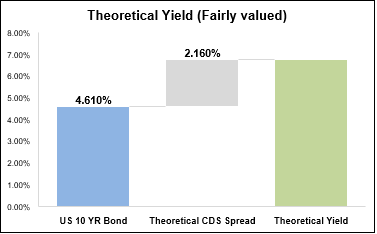 Theoretical Yield (Fairly valued)
8.00%
7.00%
6.00%
5.00%
4.00%
3.00%
2.00%
1.00%
0.00%
4.610%
2.160%
US 10 YR Bond
Theoretical CDS Spread
Theoretical Yield